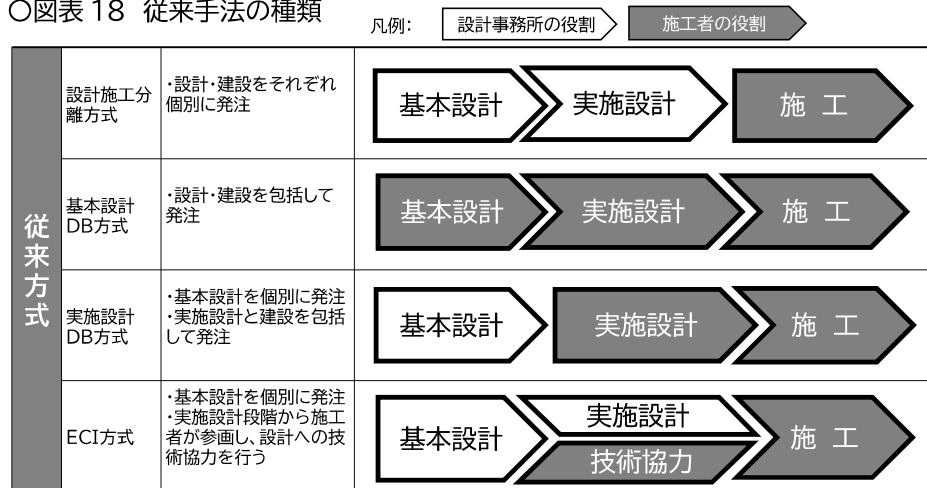 〇図表 18 従来手法の種類
凡例：
設計事務所の役割
施工者の役割
従来方式
設計施工分
離方式
・設計・建設をそれぞれ
個別に発注
基本設計
実施設計
施 工
基本設計
DB方式
・設計・建設を包括して
発注
基本設計
実施設計
施 工
実施設計
DB方式
・基本設計を個別に発注
・実施設計と建設を包括
して発注
基本設計
実施設計
施 工
ECI方式
・基本設計を個別に発注
・実施設計段階から施工
者が参画し、設計への技
術協力を行う
基本設計
実施設計
技術協力
施 工